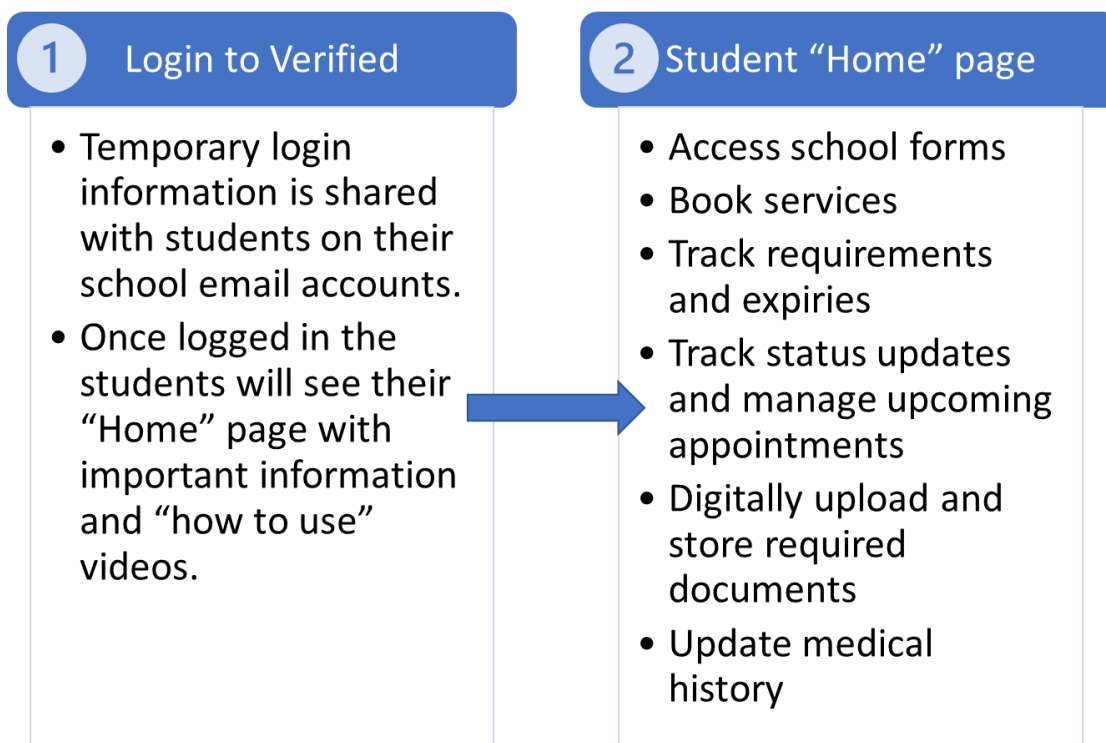 1
Login to Verified
• Temporary login
information is shared
with students on their
school email accounts.
• Once logged in the
students will see their
“Home” page with
important information
and “how to use”
videos.
2
Student “Home” page
• Access school forms
• Book services
• Track requirements
and expiries
• Track status updates
and manage upcoming
appointments
• Digitally upload and
store required
documents
• Update medical
history